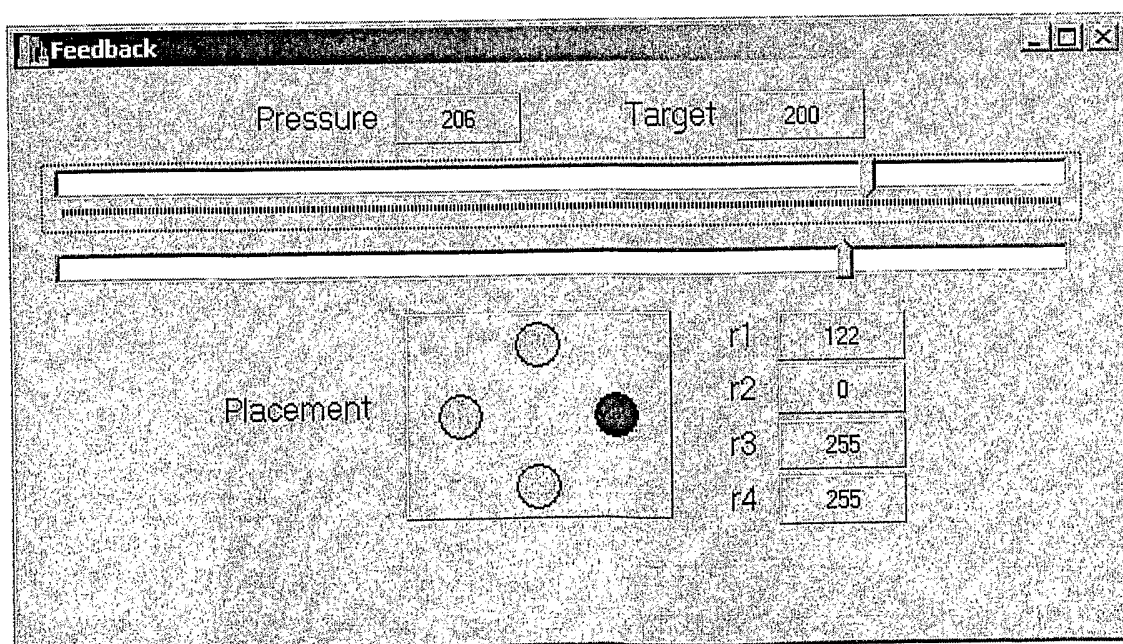 Feedback
Pressure 206 Target 200
Placement
r1 122
r2 0
r3 255
r4 255